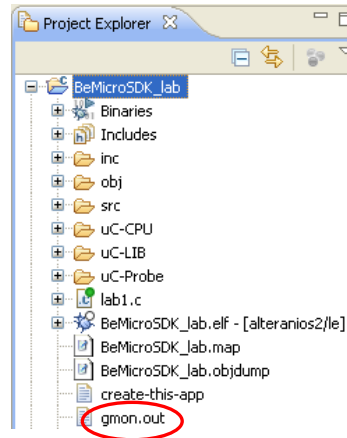 Project Explorer
BeMicroSDK_lab
Binaries
Includes
inc
obj
src
uC-CPU
uC-LIB
uC-Probe
lab1.c
BeMicroSDK_lab.elf - [alteranios2/le]
BeMicroSDK_lab.map
BeMicroSDK_lab.objdump
create-this-app
gmon.out